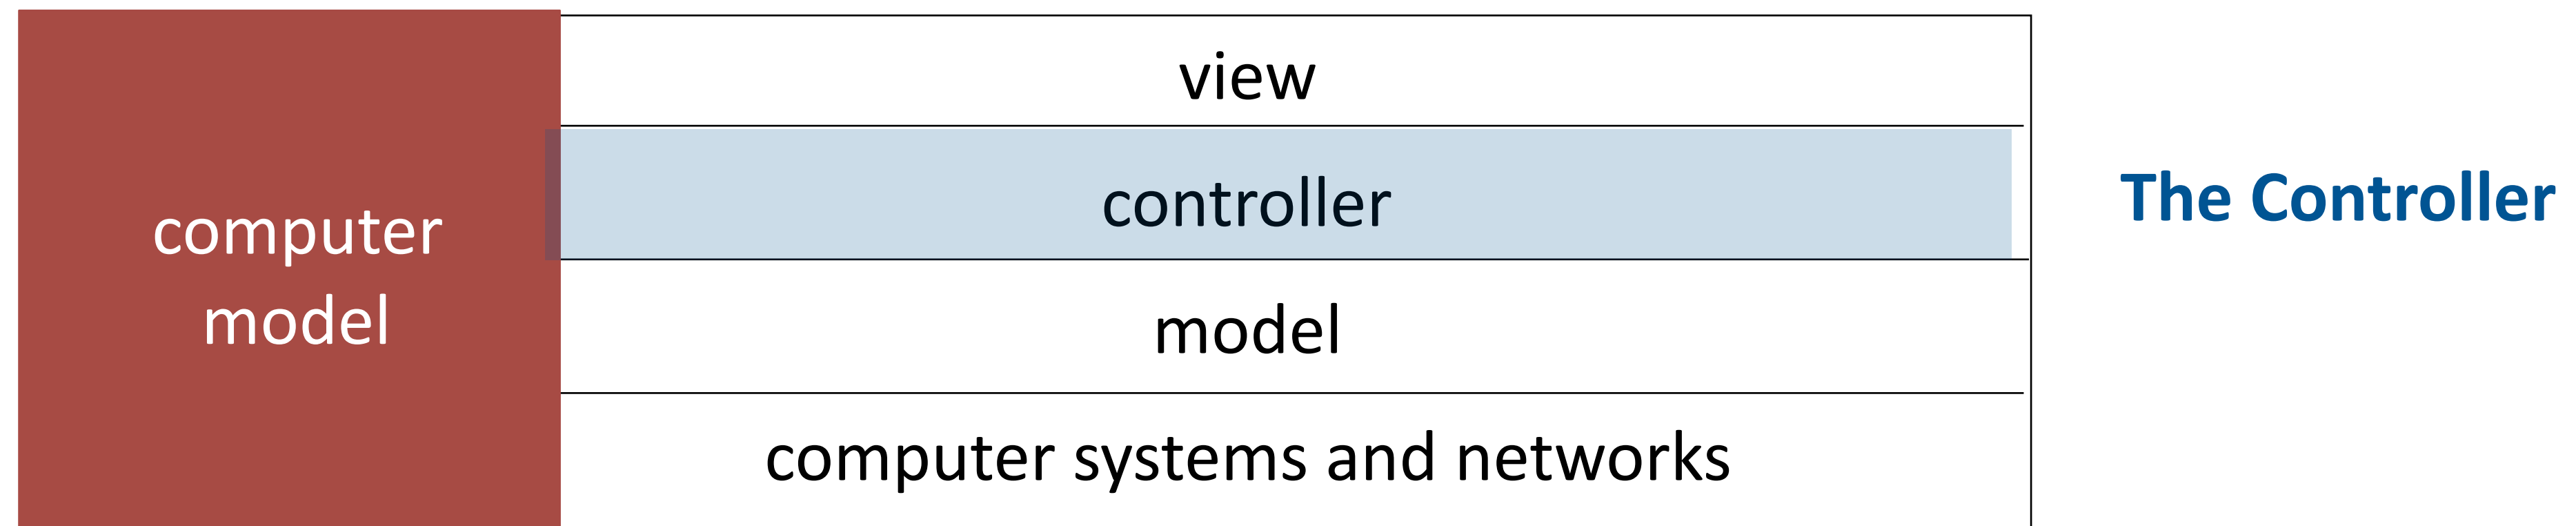 computer
model
view
controller
model
computer systems and networks
The Controller